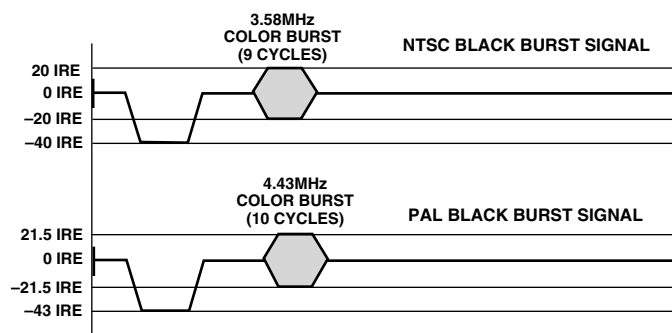 3.58MHz
COLOR BURST
(9 CYCLES)
NTSC BLACK BURST SIGNAL
20 IRE
0 IRE
–20 IRE
–40 IRE
4.43MHz
COLOR BURST
(10 CYCLES)
PAL BLACK BURST SIGNAL
21.5 IRE
0 IRE
–21.5 IRE
–43 IRE